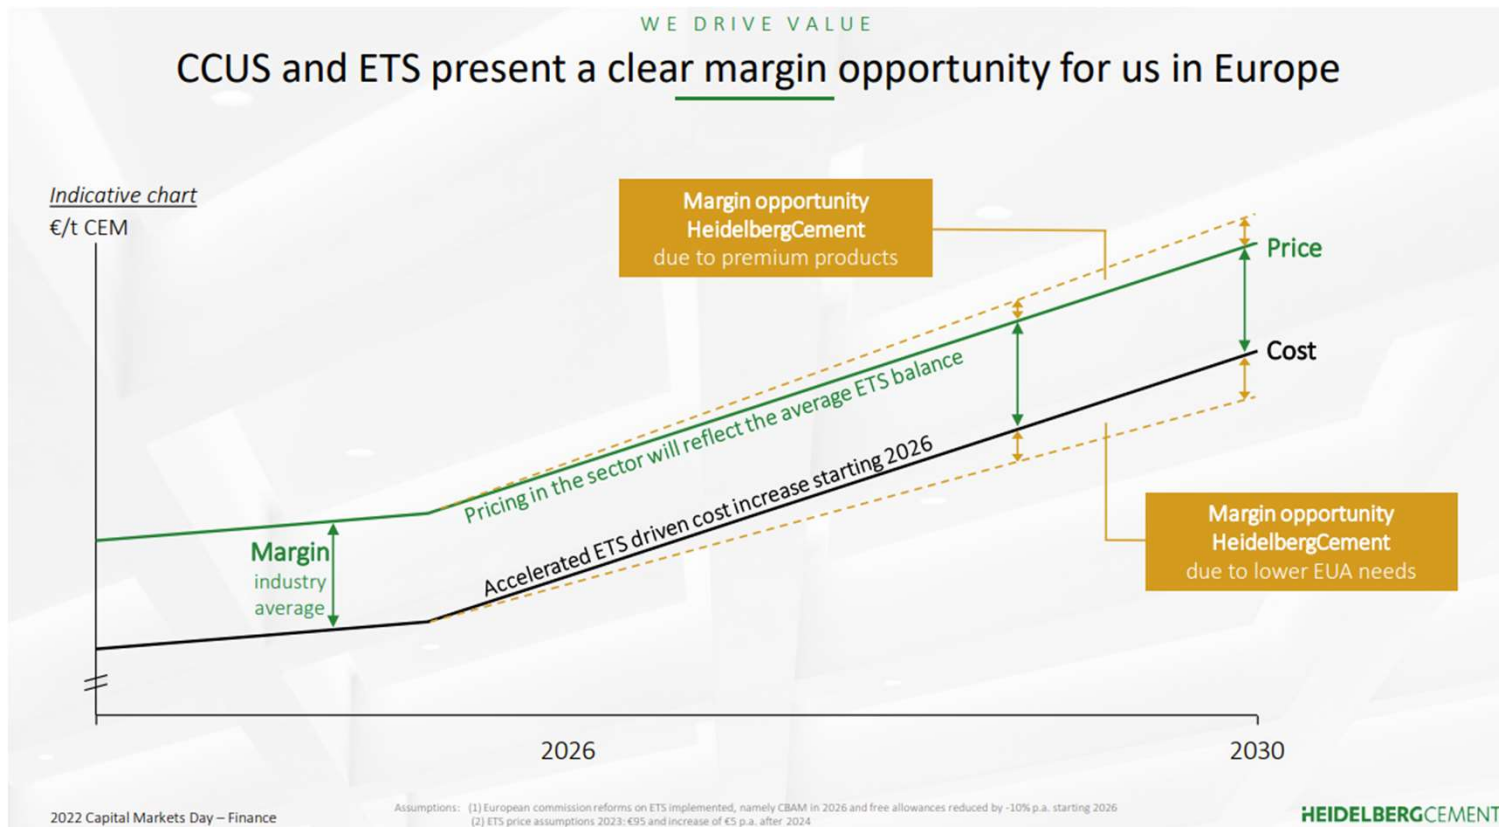 WE DRIVE VALUE
CCUS and ETS present a clear margin opportunity for us in Europe
Indicative chart
€/t CEM
Margin opportunity
HeidelbergCement
due to premium products
Price
Cost
Pricing in the sector will reflect the average ETS balance
Accelerated ETS driven cost increase starting 2026
Margin
industry
average
Margin opportunity
HeidelbergCement
due to lower EUA needs
2026
2030
Assumptions: (1) European commission reforms on ETS implemented, namely CBAM in 2026 and free allowances reduced by -10% p.a. starting 2026
(2) ETS price assumptions 2023: €95 and increase of €5 p.a. after 2024
2022 Capital Markets Day – Finance
HEIDELBERGCEMENT